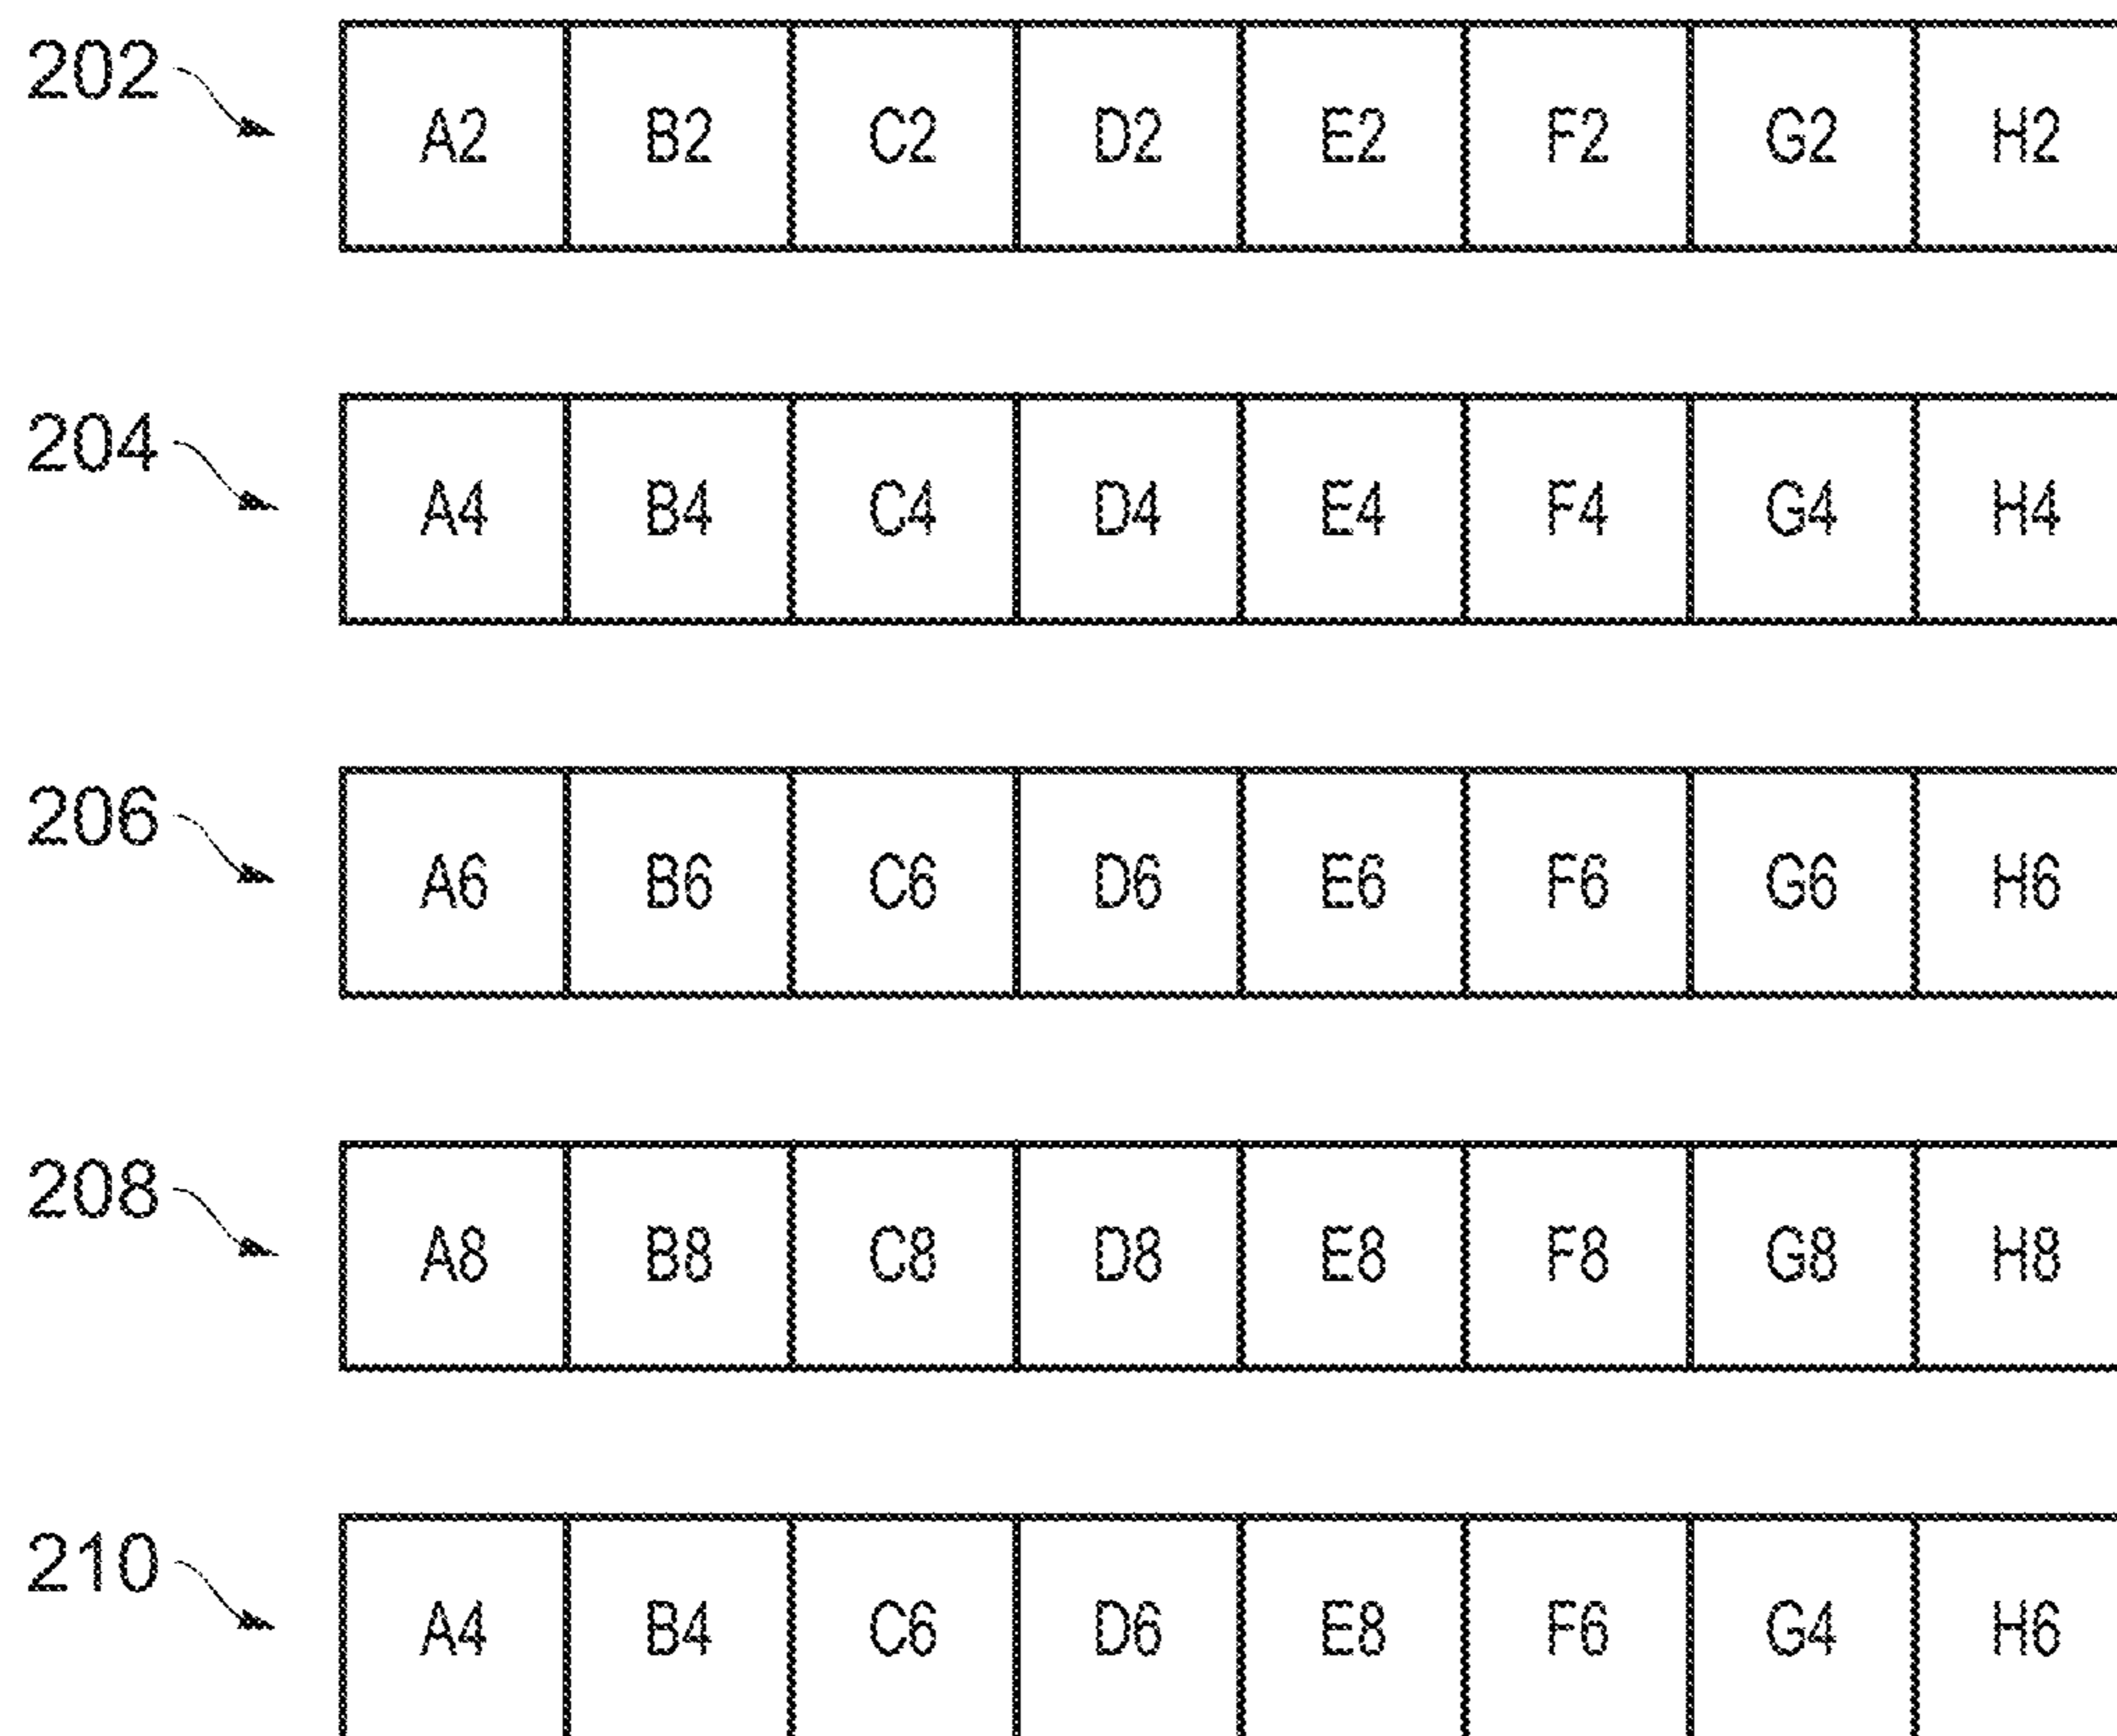 202 A2 B2 C2 D2 E2 F2 G2 H2
204 A4 B4 C4 D4 E4 F4 G4 H4
206 A6 B6 C6 D6 E6 F6 G6 H6
208 A8 B8 C8 D8 E8 F8 G8 H8
210 A4 B4 C6 D6 E8 F6 G4 H6